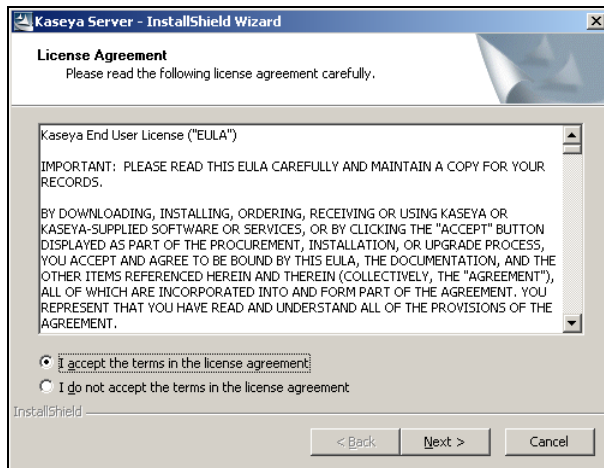 Kaseya Server - InstallShield Wizard
License Agreement
Please read the following license agreement carefully.
Kaseya End User License ("EULA")
IMPORTANT: PLEASE READ THIS EULA CAREFULLY AND MAINTAIN A COPY FOR YOUR
RECORDS.
BY DOWNLOADING, INSTALLING, ORDERING, RECEIVING OR USING KASEYA OR
KASEYA-SUPPLIED SOFTWARE OR SERVICES, OR BY CLICKING THE "ACCEPT" BUTTON
DISPLAYED AS PART OF THE PROCUREMENT, INSTALLATION, OR UPGRADE PROCESS,
YOU ACCEPT AND AGREE TO BE BOUND BY THIS EULA, THE DOCUMENTATION, AND THE
OTHER ITEMS REFERENCED HEREIN AND THEREIN (COLLECTIVELY, THE "AGREEMENT"),
ALL OF WHICH ARE INCORPORATED INTO AND FORM PART OF THE AGREEMENT. YOU
REPRESENT THAT YOU HAVE READ AND UNDERSTAND ALL OF THE PROVISIONS OF THE
AGREEMENT.
I accept the terms in the license agreement
I do not accept the terms in the license agreement
InstallShield
< Back Next > Cancel